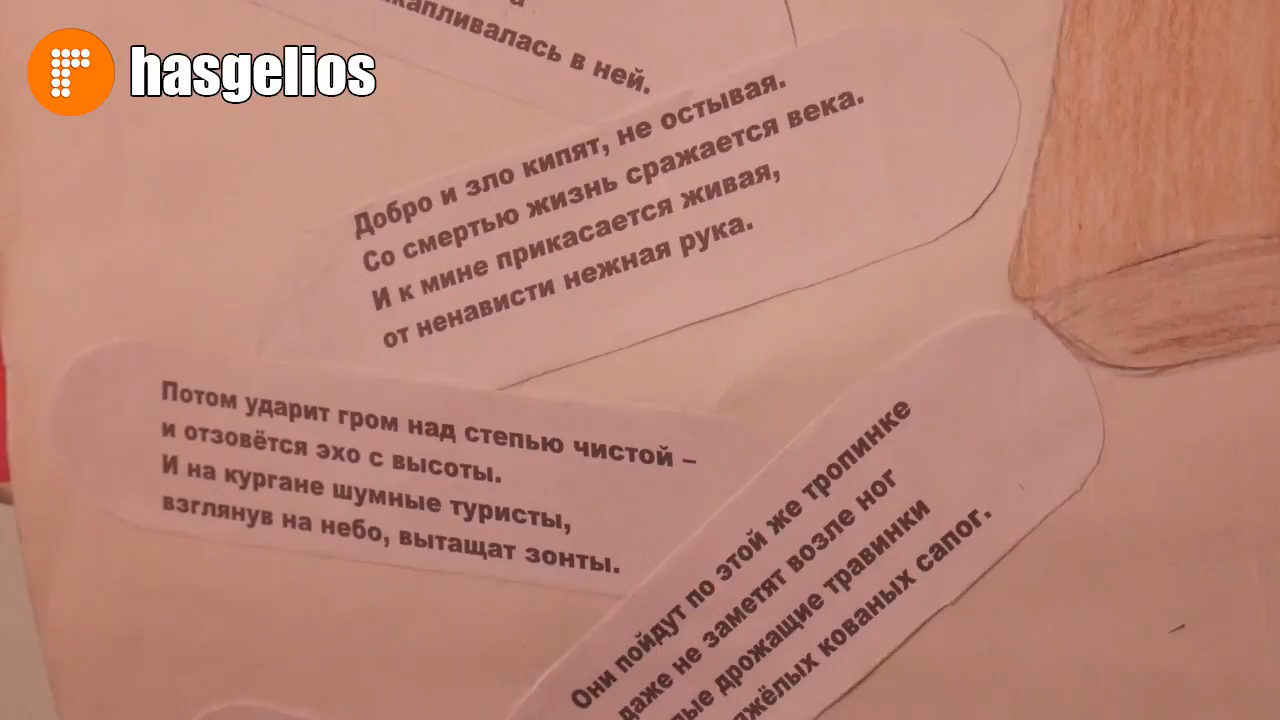 hasgelios
в ней.
Добро и зло кипят, не остывая.
Со смертью жизнь сражается века.
И к мине прикасается живая,
от ненависти нежная рука.
Потом ударит гром над степью чистой –
и отзовётся эхо с высоты.
И на кургане шумные туристы,
взглянув на небо, вытащат зонты.
Они пойдут по этой же тропинке
даже не заметят возле ног
дрожащие травинки
кованых сапог.